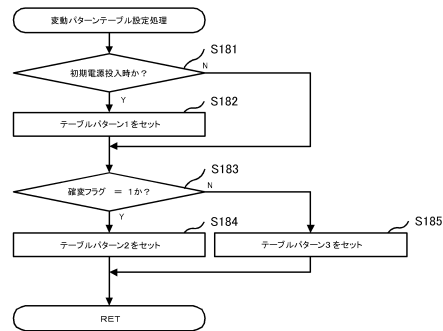 変動パターンテーブル設定処理
S181
初期電源投入時か?
N
Y
S182
テーブルパターン1をセット
S183
確変フラグ = 1か?
N
Y
S184
テーブルパターン2をセット
S185
テーブルパターン3をセット
RET